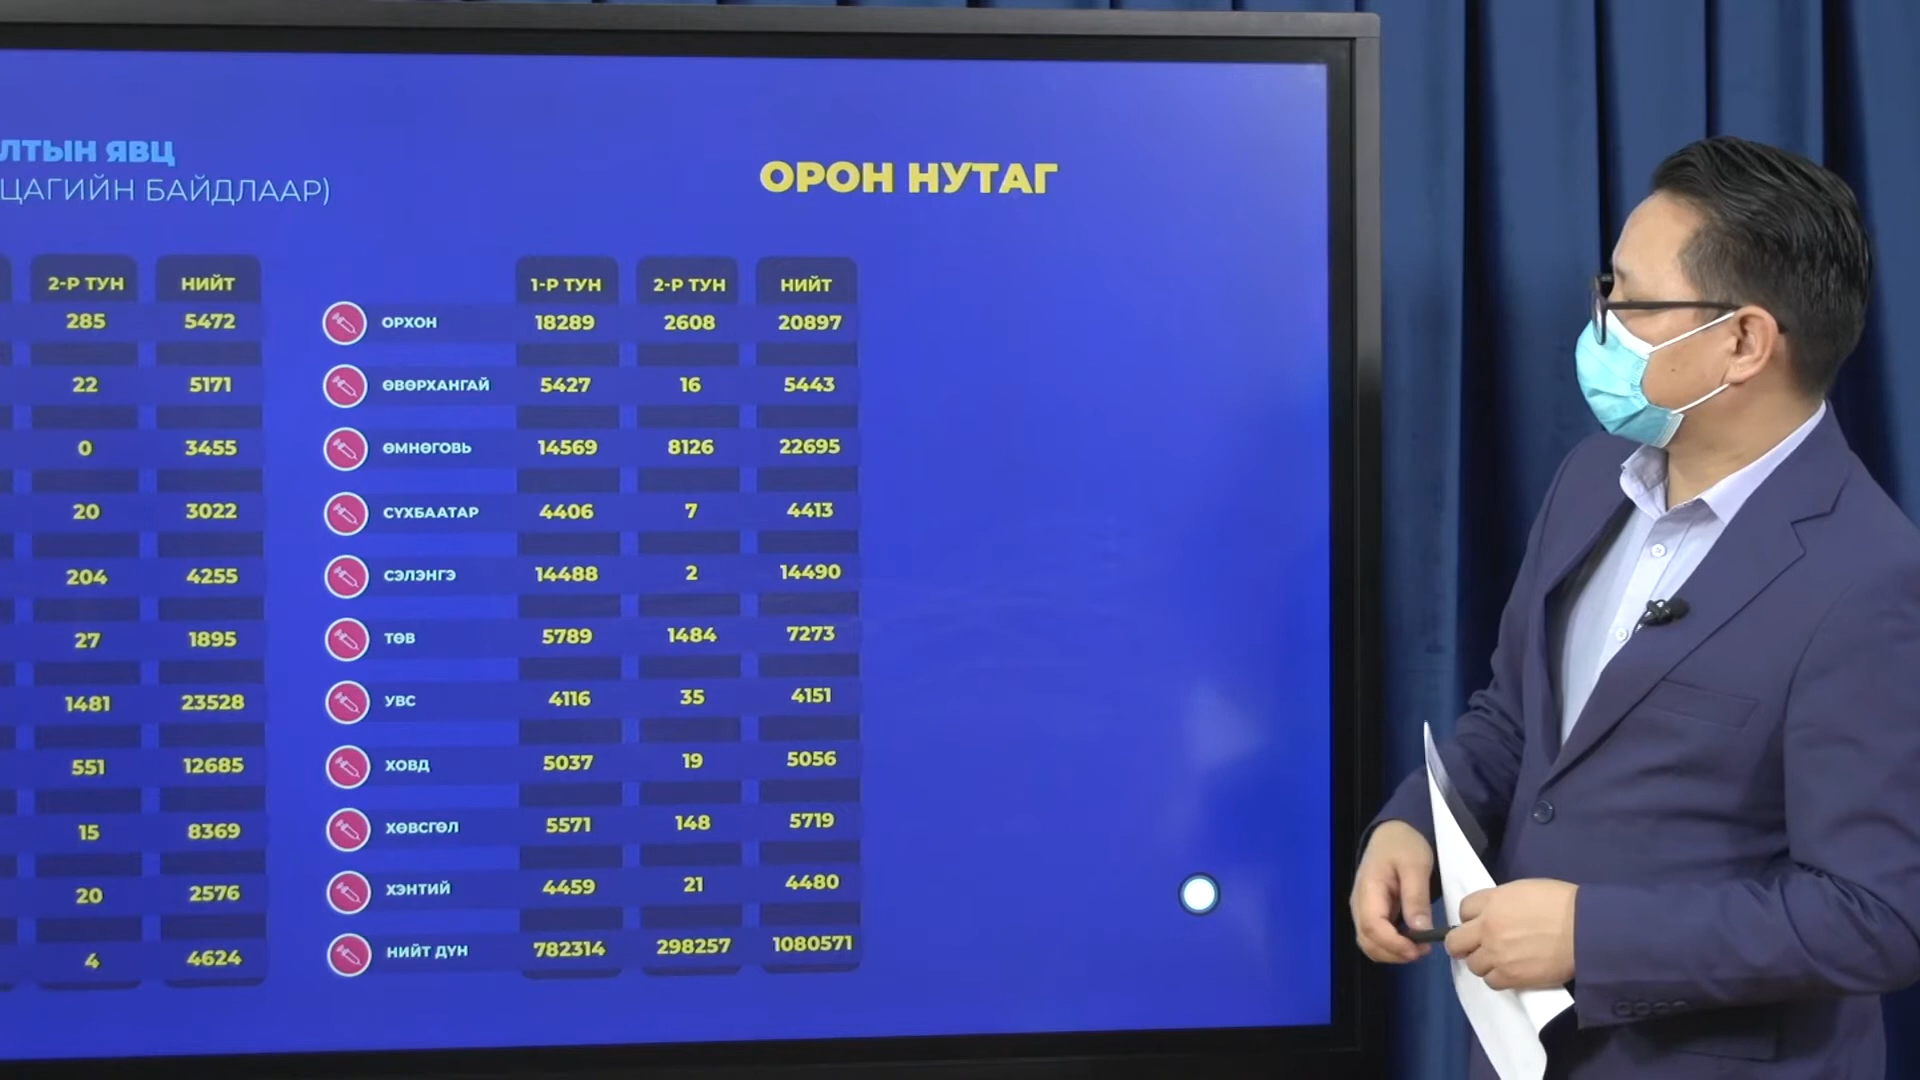 ЛТЫН ЯВЦ
ЦАГИЙН БАЙДЛААР)
ОРОН НУТАГ
2-Р ТУН НИЙТ
285 5472
22 5171
0 3455
20 3022
204 4255
27 1895
1481 23528
551 12685
15 8369
20 2576
4 4624
1-Р ТУН 2-Р ТУН НИЙТ
ОРХОН 18289 2608 20897
ӨВӨРХАНГАЙ 5427 16 5443
ӨМНӨГОВЬ 14569 8126 22695
СҮХБААТАР 4406 7 4413
СЭЛЭНГЭ 14488 2 14490
ТӨВ 5789 1484 7273
УВС 4116 35 4151
ХОВД 5037 19 5056
ХӨВСГӨЛ 5571 148 5719
ХЭНТИЙ 4459 21 4480
НИЙТ ДҮН 782314 298257 1080571